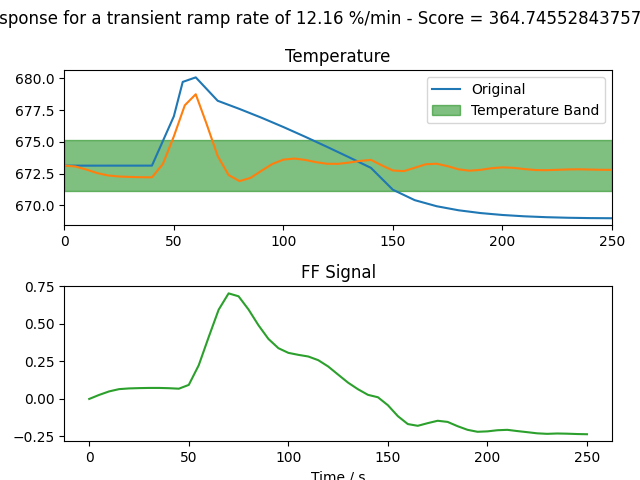 sponse for a transient ramp rate of 12.16 %/min - Score = 364.74552843757
Temperature
680.0
677.5
675.0
672.5
670.0
Original
Temperature Band
0 50 100 150 200 250
FF Signal
0.75
0.50
0.25
0.00
−0.25
0 50 100 150 200 250
Time / s